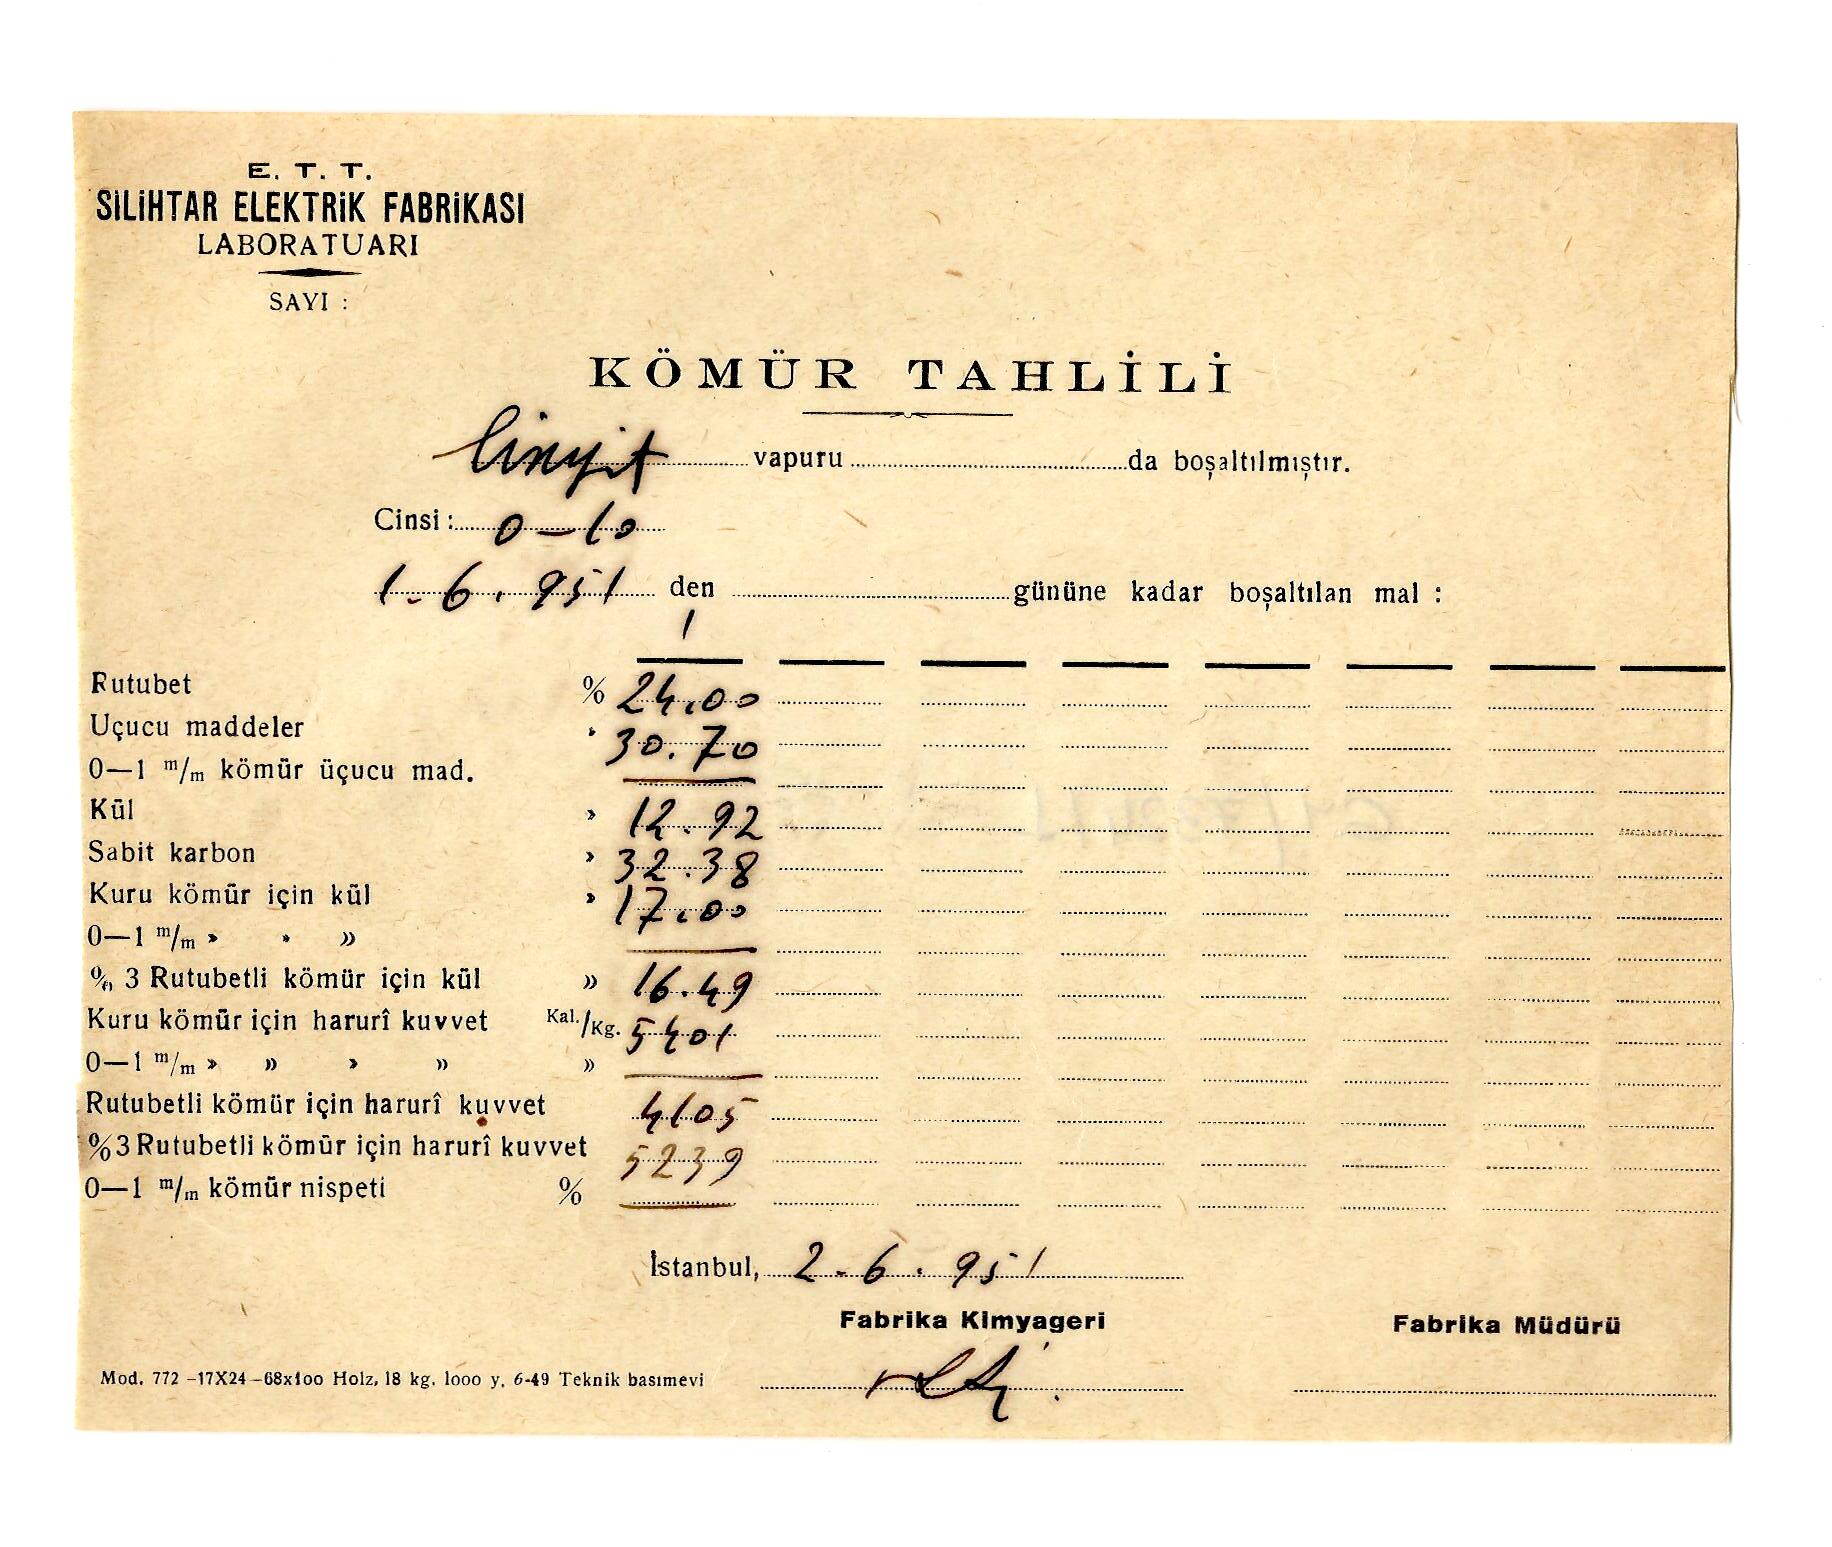 E. T. T.
SİLİHTAR ELEKTRİK FABRİKASI
LABORATUARI
SAYI :
KÖMÜR TAHLİLİ
linyit vapuru da boşaltılmıştır.
Cinsi : 0-10
1.6.951 den gününe kadar boşaltılan mal :
1
Rutubet % 24.00
Uçucu maddeler » 30.70
0—1 m/m kömür üçucu mad. —
Kül » 12.92
Sabit karbon » 32.38
Kuru kömür için kül » 17.00
0—1 m/m » » » —
% 3 Rutubetli kömür için kül » 16.49
Kuru kömür için harurî kuvvet Kal./Kg. 5401
0—1 m/m » » » » » —
Rutubetli kömür için harurî kuvvet 4105
%3 Rutubetli kömür için harurî kuvvet 5239
0—1 m/m kömür nispeti % —
İstanbul, 2.6.951
Fabrika Kimyageri Fabrika Müdürü
Mod. 772 -17X24-68x100 Holz, 18 kg. 1000 y. 6-49 Teknik basımevi